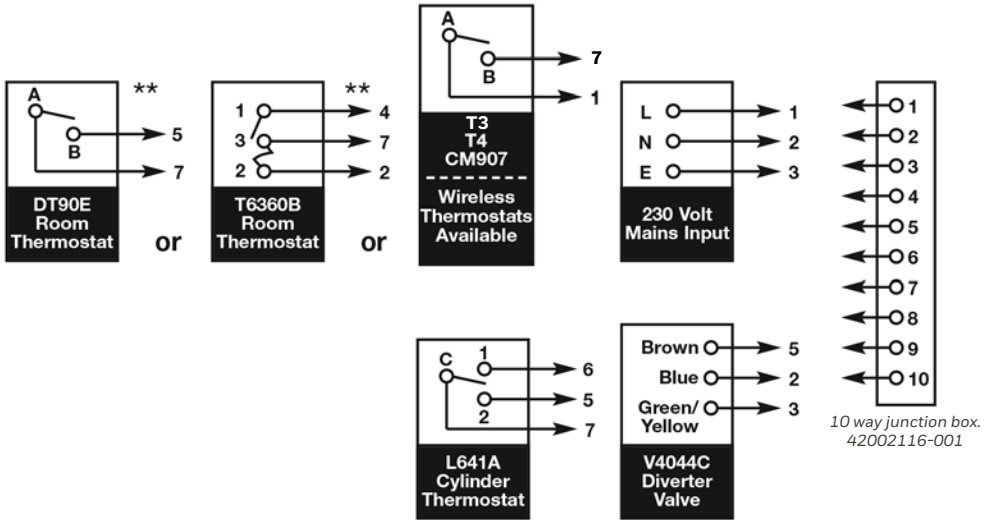 A
B
**
5
7
DT90E
Room
Thermostat
or
1
3
2
**
4
7
2
T6360B
Room
Thermostat
or
A
B
7
1
T3
T4
CM907
Wireless
Thermostats
Available
L
N
E
1
2
3
230 Volt
Mains Input
1
2
3
4
5
6
7
8
9
10
10 way junction box.
42002116-001
C
1
2
6
5
7
L641A
Cylinder
Thermostat
Brown 5
Blue 2
Green/
Yellow 3
V4044C
Diverter
Valve